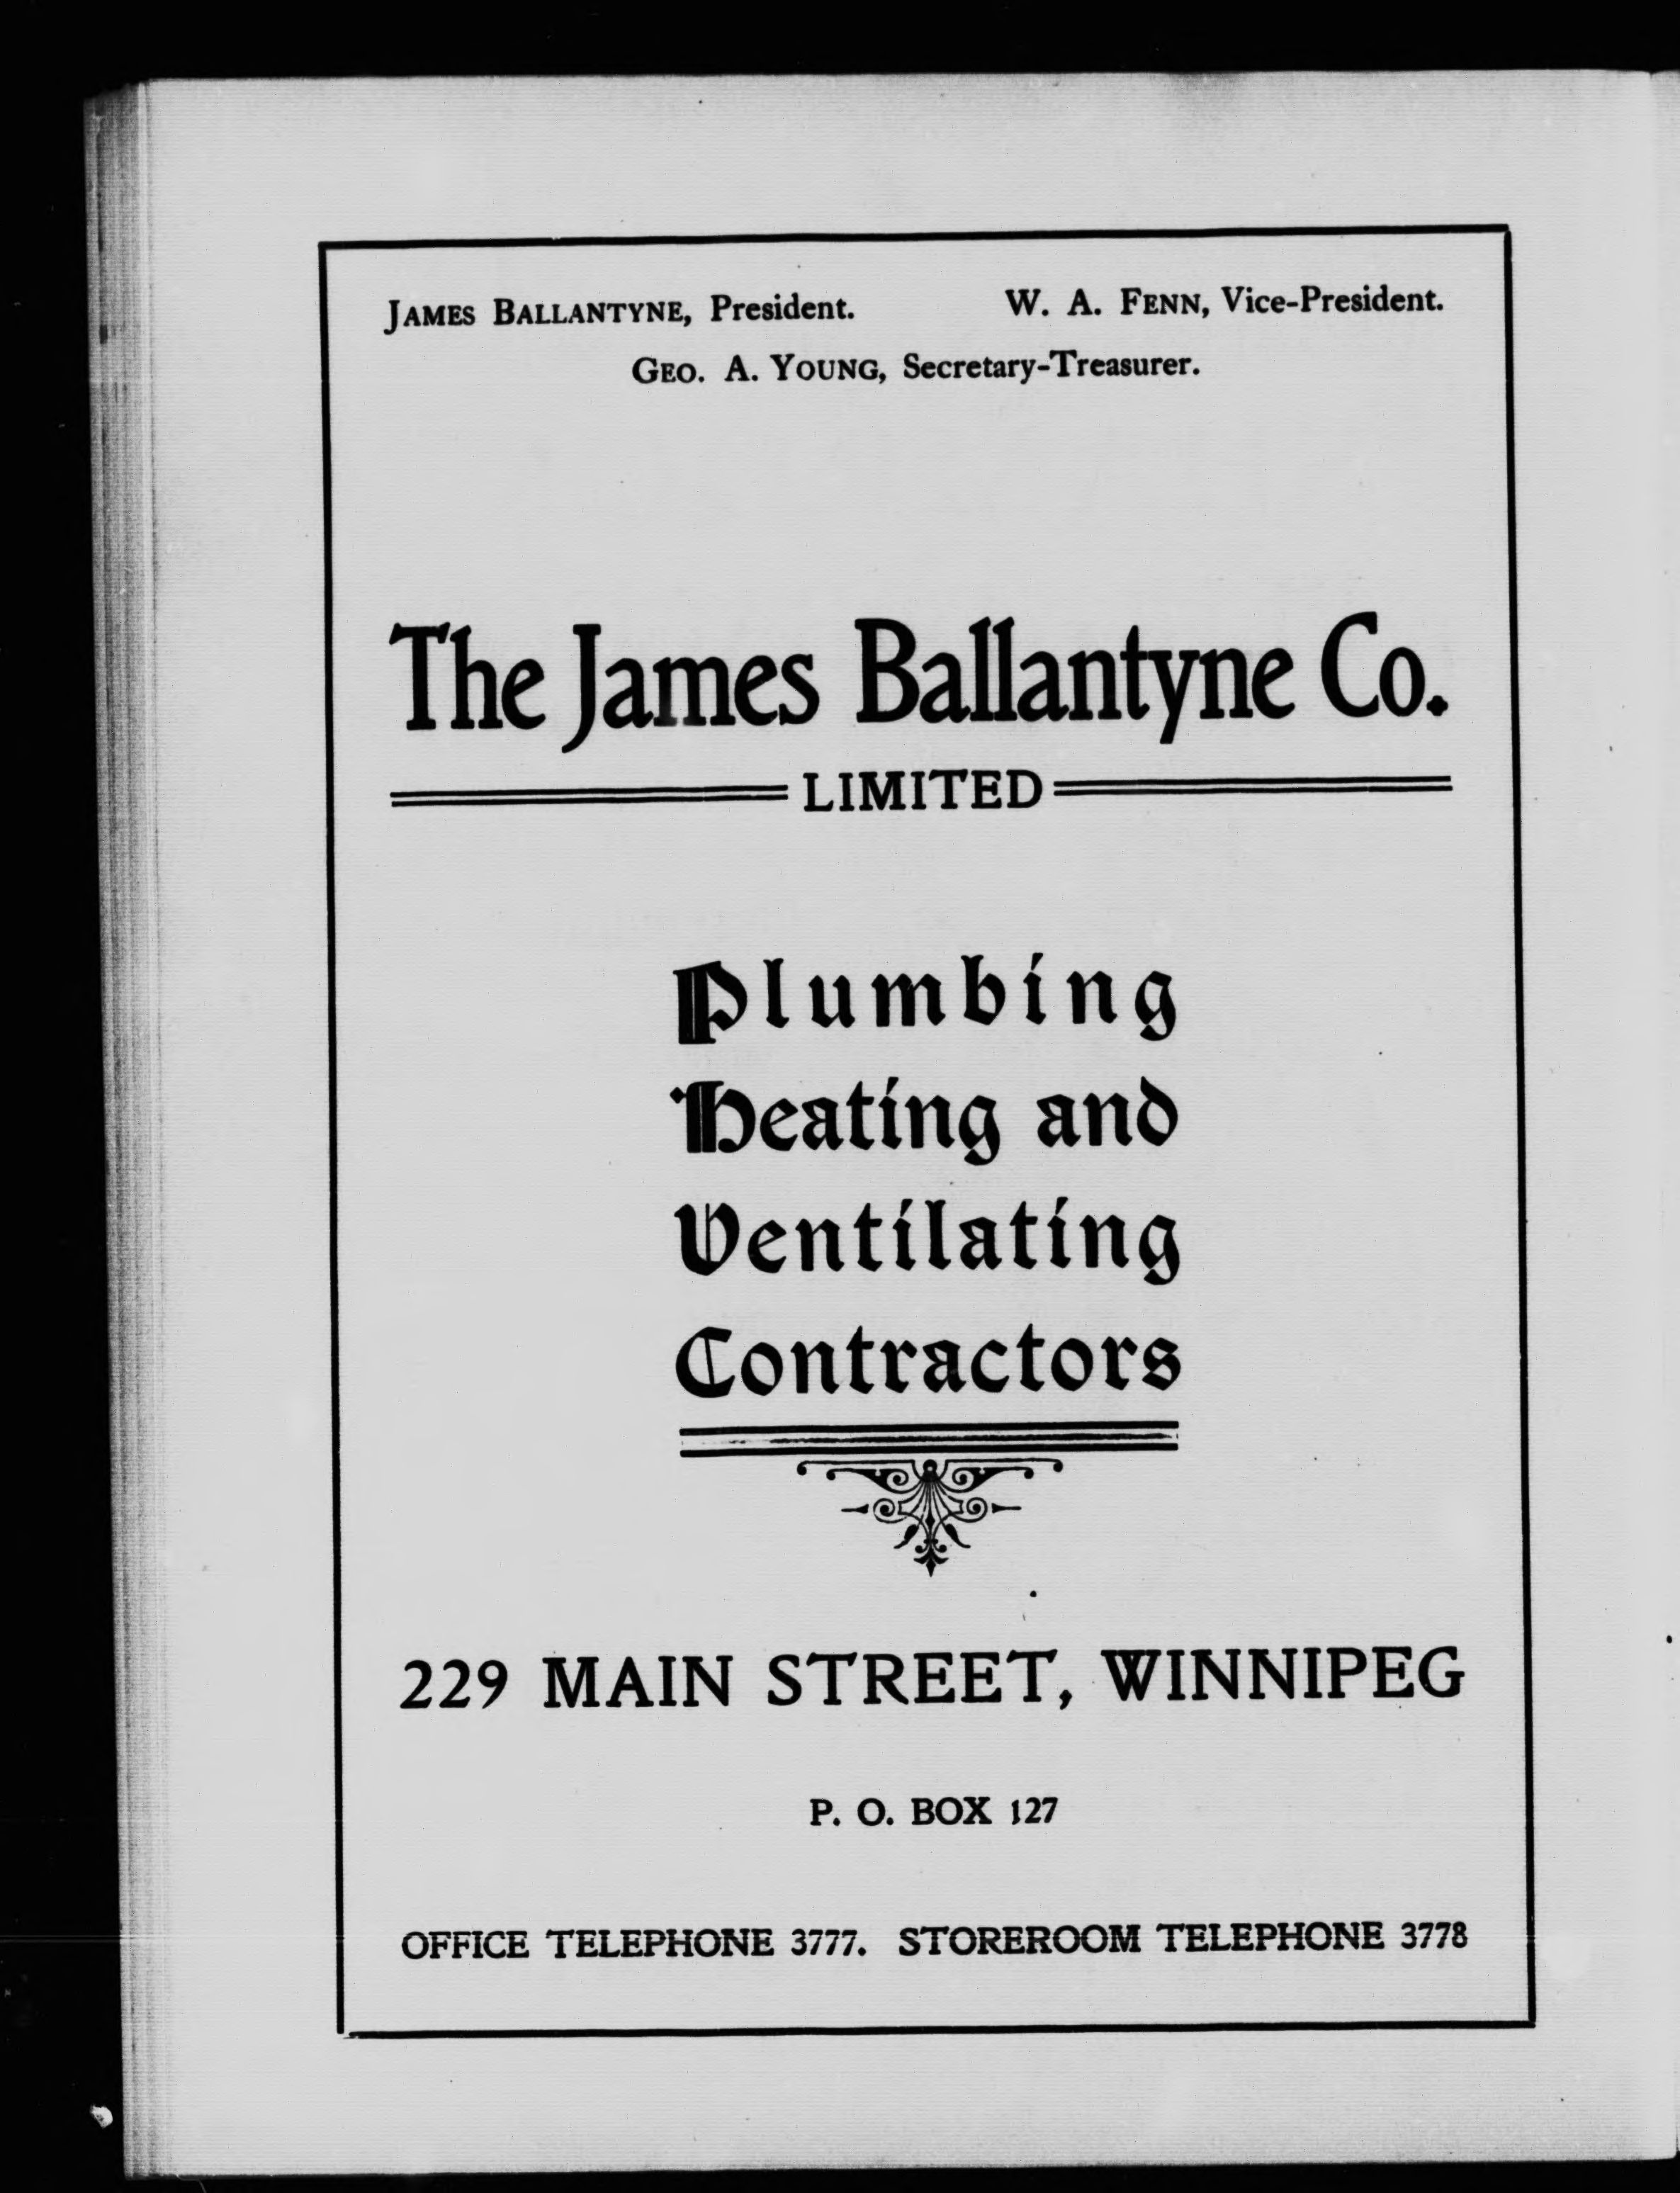 JAMES BALLANTYNE, President. W. A. FENN, Vice-President.
GEO. A. YOUNG, Secretary-Treasurer.
The James Ballantyne Co.
LIMITED
Plumbing
Heating and
Ventilating
Contractors
229 MAIN STREET, WINNIPEG
P. O. BOX 127
OFFICE TELEPHONE 3777. STOREROOM TELEPHONE 3778